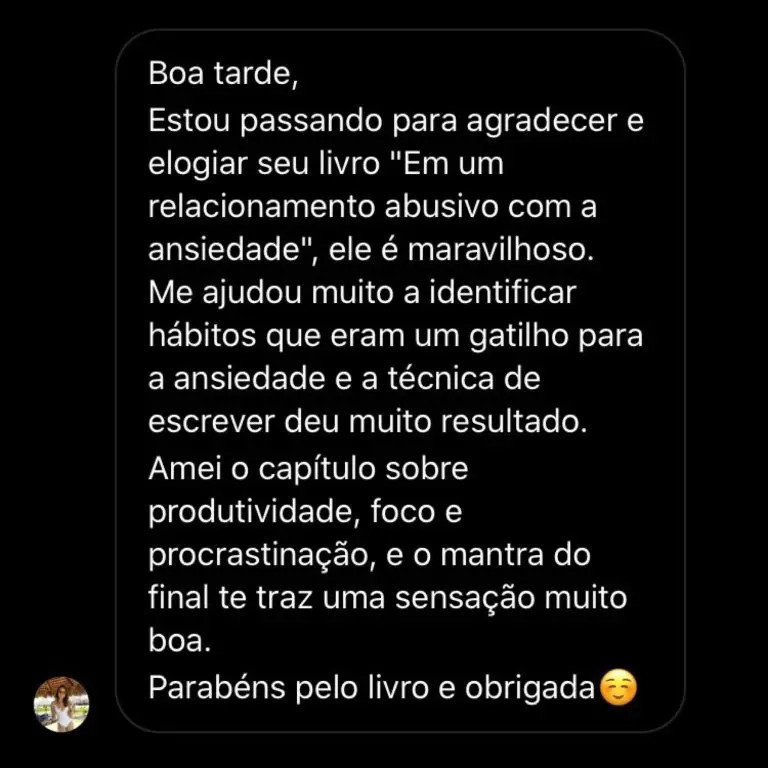 Boa tarde,
Estou passando para agradecer e
elogiar seu livro "Em um
relacionamento abusivo com a
ansiedade", ele é maravilhoso.
Me ajudou muito a identificar
hábitos que eram um gatilho para
a ansiedade e a técnica de
escrever deu muito resultado.
Amei o capítulo sobre
produtividade, foco e
procrastinação, e o mantra do
final te traz uma sensação muito
boa.
Parabéns pelo livro e obrigada☺️